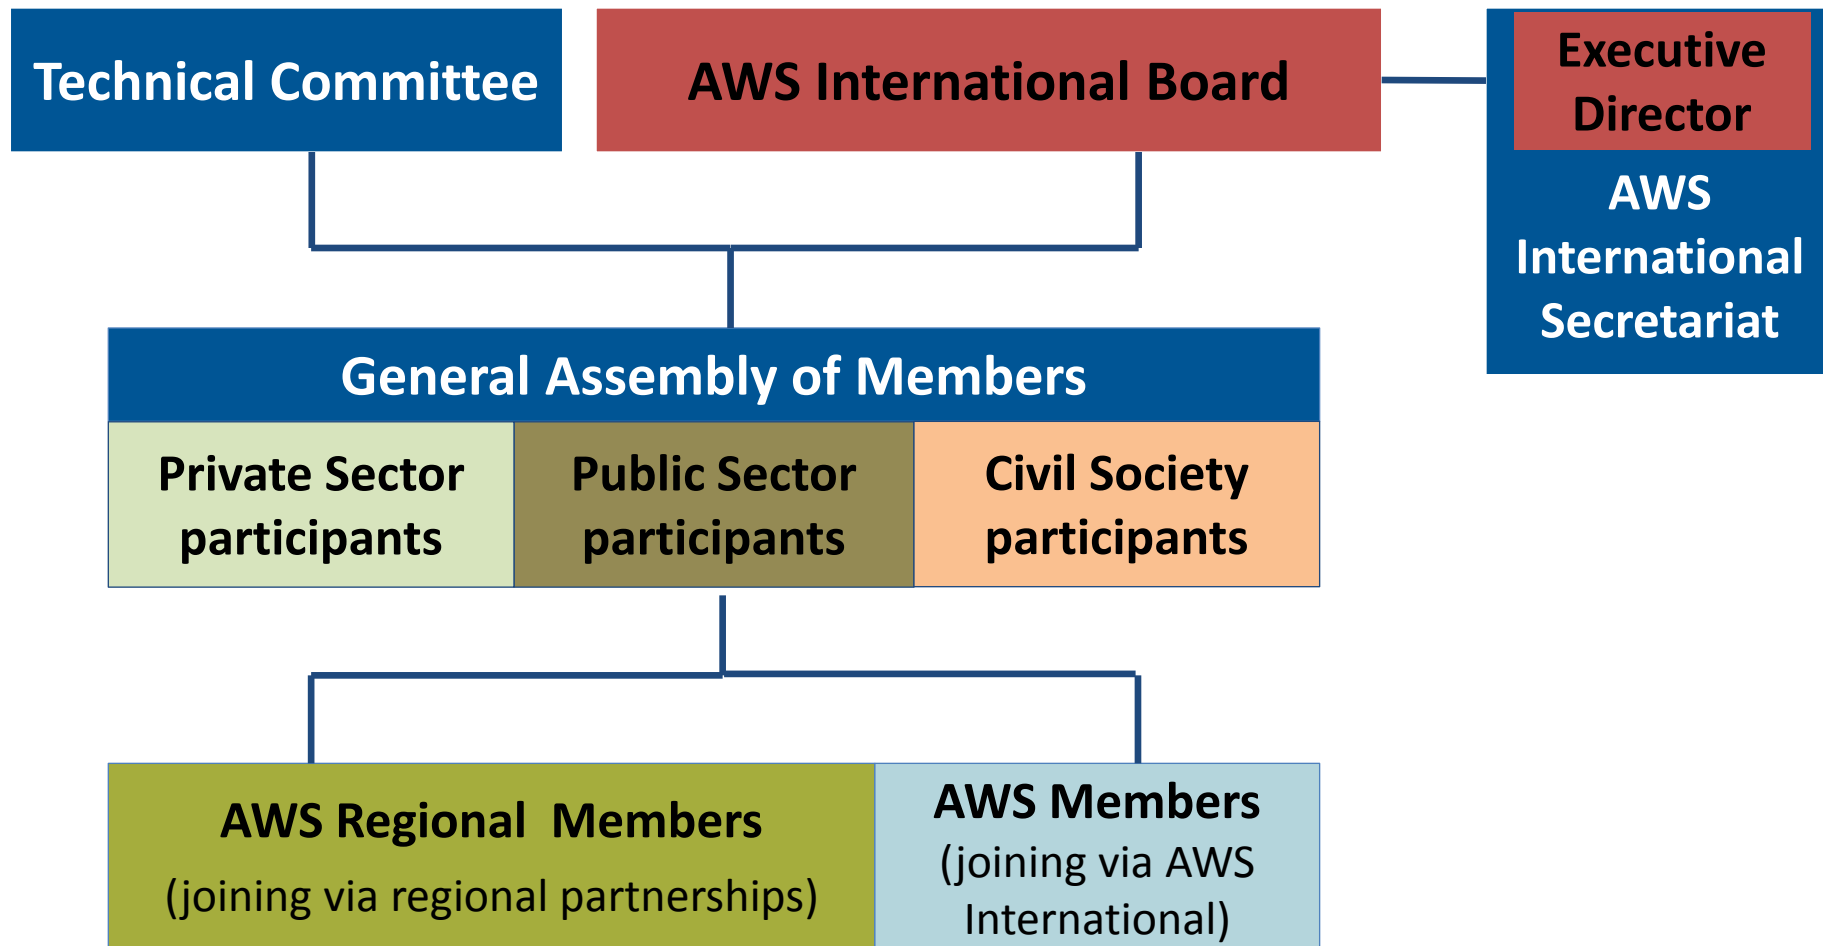 Technical Committee
AWS International Board
Executive
Director
AWS
International
Secretariat
General Assembly of Members
Private Sector
participants
Public Sector
participants
Civil Society
participants
AWS Regional  Members
(joining via regional partnerships)
AWS Members
(joining via AWS
International)